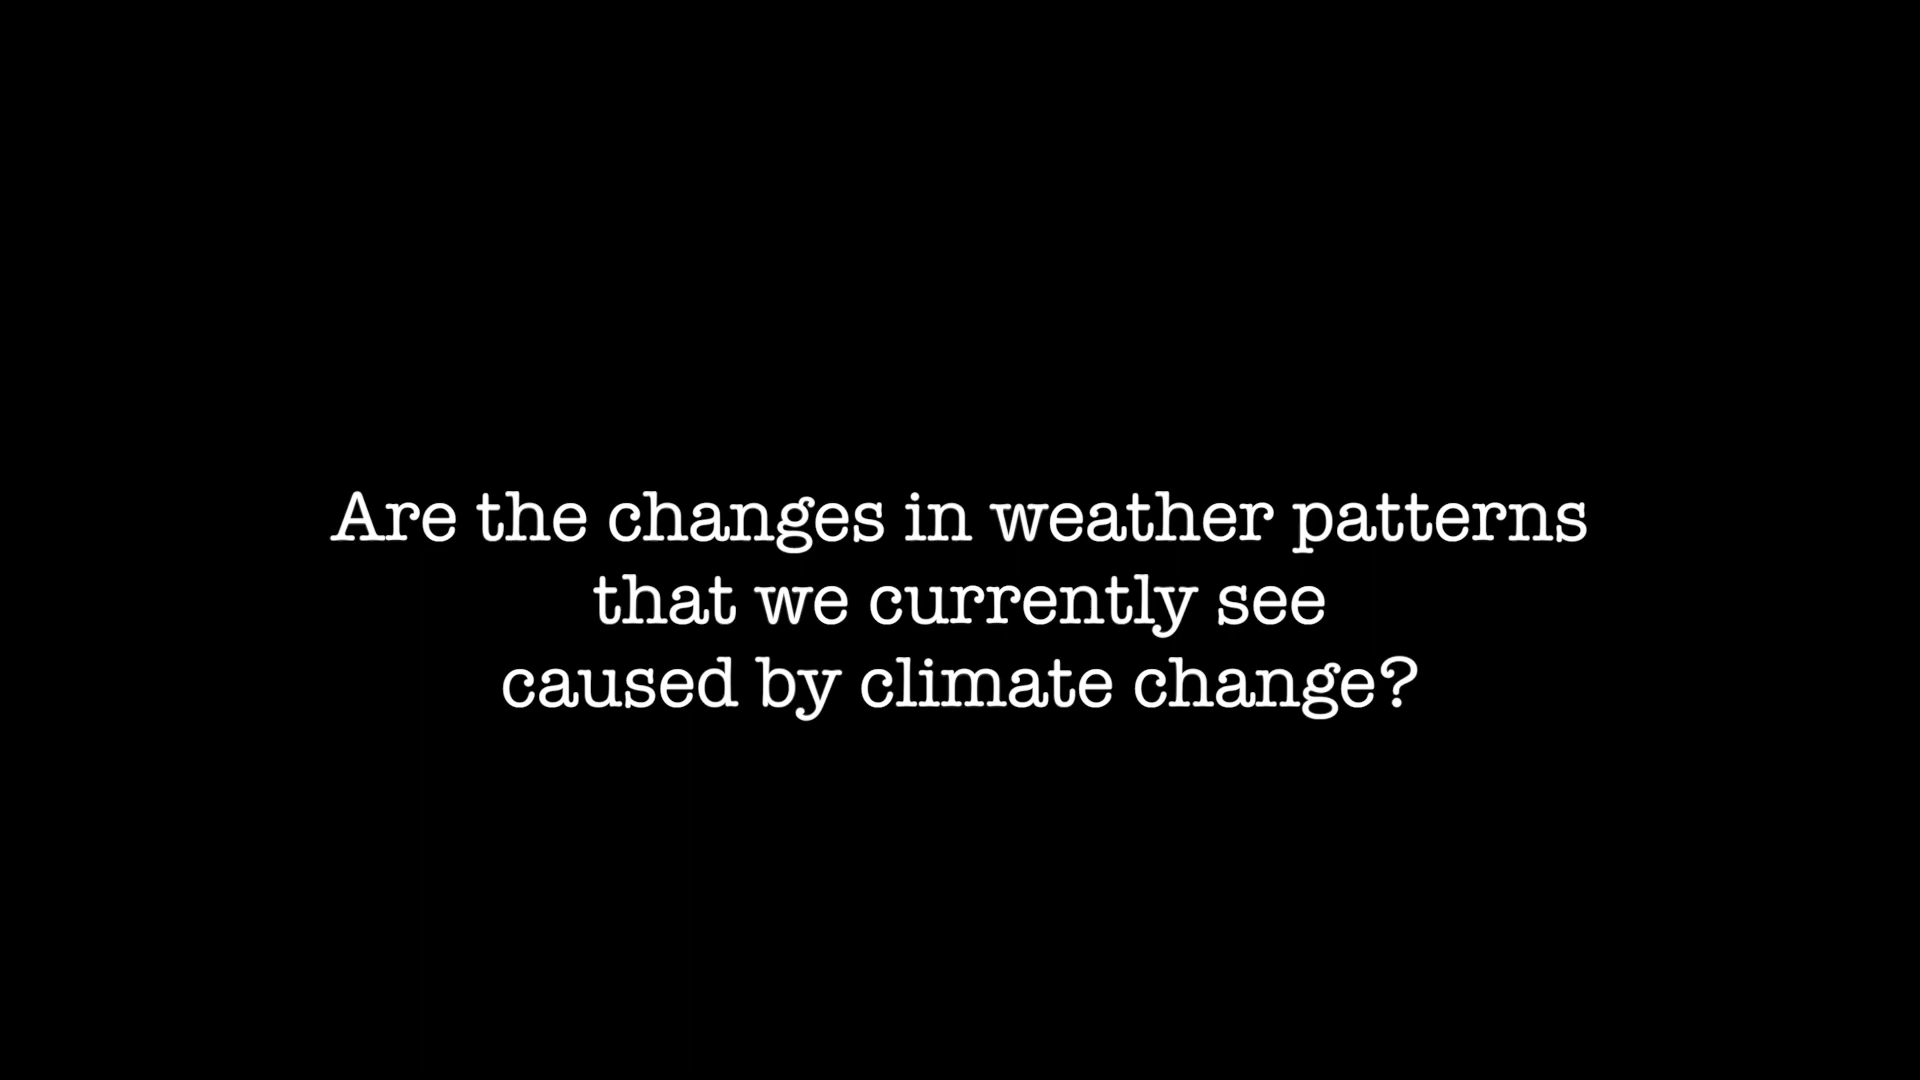 Are the changes in weather patterns
that we currently see
caused by climate change?